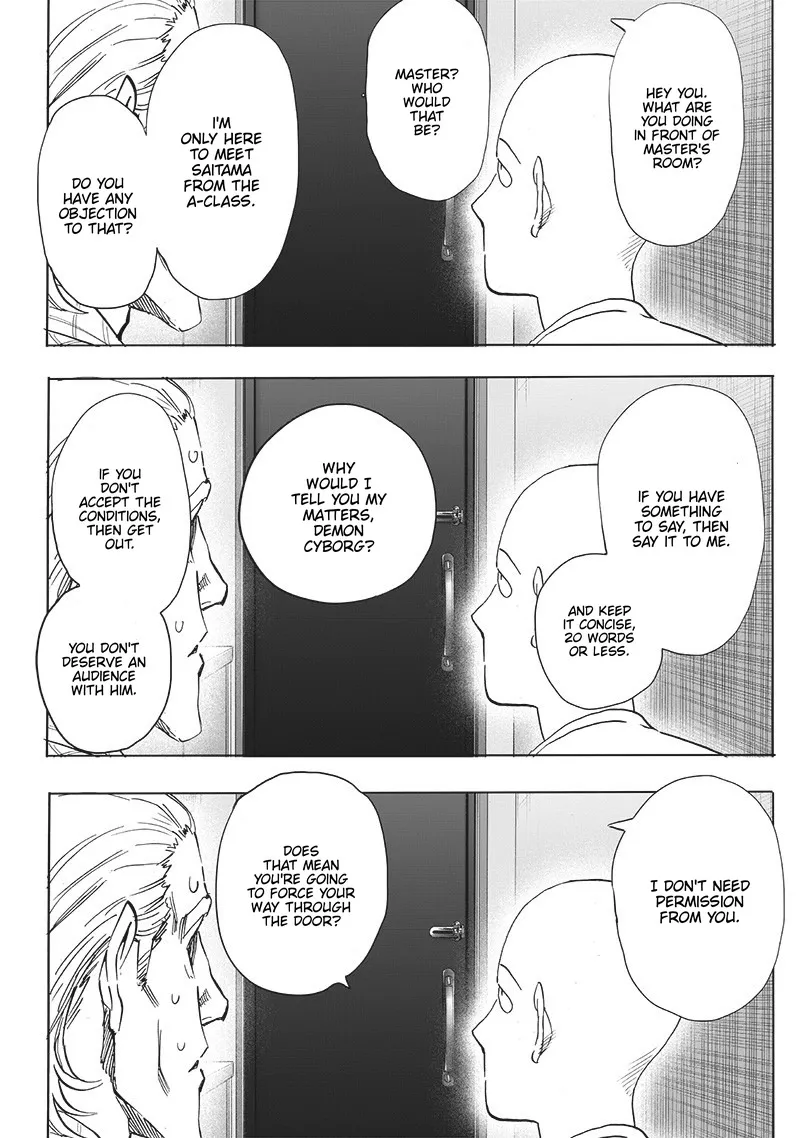 HEY YOU.
WHAT ARE
YOU DOING
IN FRONT OF
MASTER'S
ROOM?
MASTER?
WHO
WOULD
THAT
BE?
I'M
ONLY HERE
TO MEET
SAITAMA
FROM THE
A-CLASS.
DO YOU
HAVE ANY
OBJECTION
TO THAT?
IF YOU HAVE
SOMETHING
TO SAY, THEN
SAY IT TO ME.
AND KEEP
IT CONCISE,
20 WORDS
OR LESS.
WHY
WOULD I
TELL YOU MY
MATTERS,
DEMON
CYBORG?
IF YOU
DON'T
ACCEPT THE
CONDITIONS,
THEN GET
OUT.
YOU DON'T
DESERVE AN
AUDIENCE
WITH HIM.
I DON'T NEED
PERMISSION
FROM YOU.
DOES
THAT MEAN
YOU'RE GOING
TO FORCE YOUR
WAY THROUGH
THE DOOR?